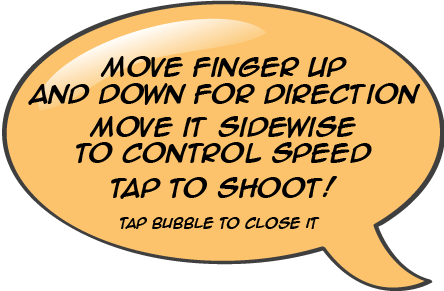 MOVE FINGER UP
AND DOWN FOR DIRECTION
MOVE IT SIDEWISE
TO CONTROL SPEED
TAP TO SHOOT!
TAP BUBBLE TO CLOSE IT